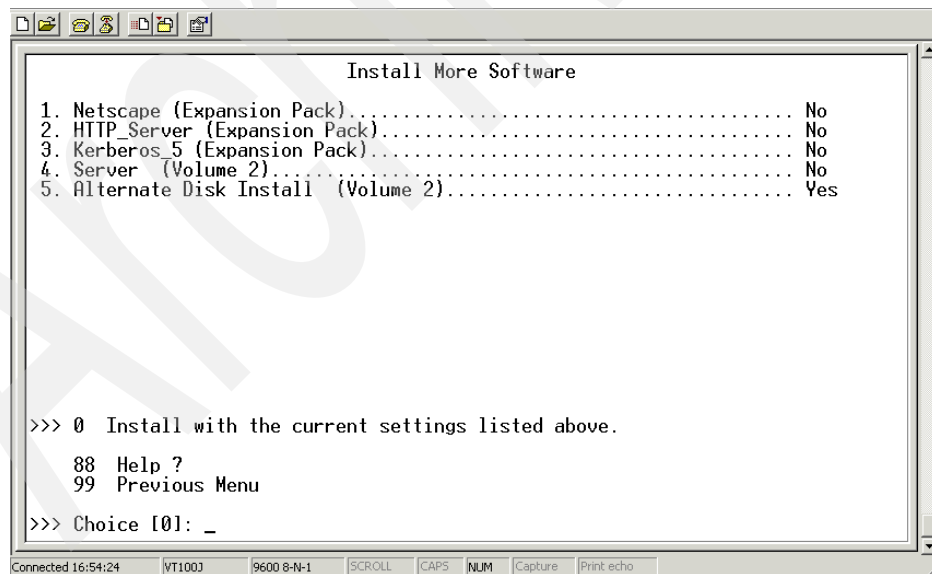 Install More Software
1. Netscape (Expansion Pack)........................................ No
2. HTTP_Server (Expansion Pack)..................................... No
3. Kerberos_5 (Expansion Pack)...................................... No
4. Server (Volume 2)............................................... No
5. Alternate Disk Install (Volume 2)................................ Yes
>>> 0 Install with the current settings listed above.
88 Help ?
99 Previous Menu
>>> Choice [0]: _
Connected 16:54:24 VT100J 9600 8-N-1 SCROLL CAPS NUM Capture Print echo